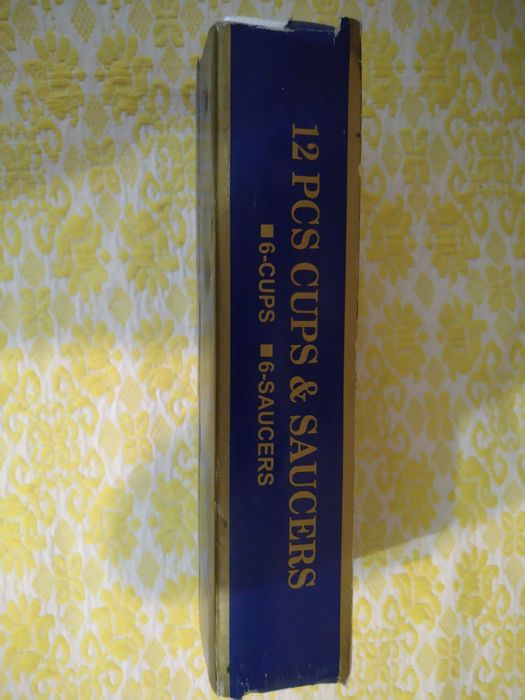 12 PCS CUPS & SAUCERS
■ 6-CUPS ■ 6-SAUCERS